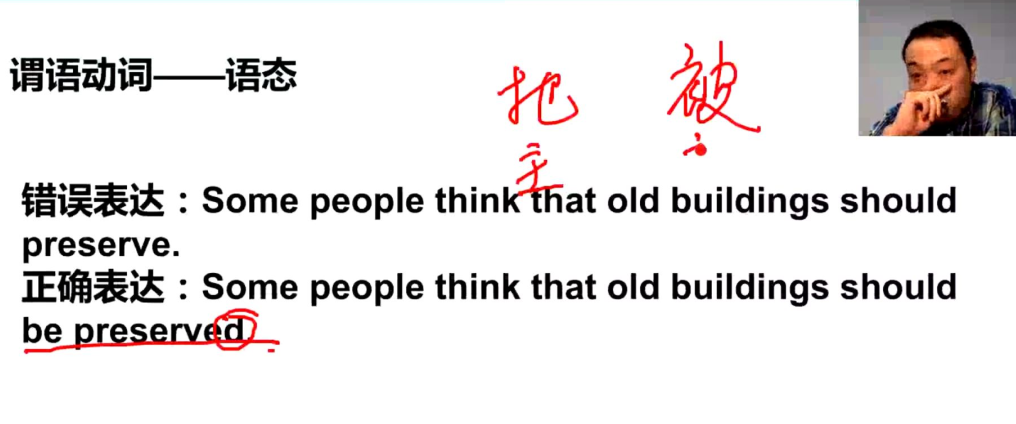 谓语动词——语态
把 被
主
错误表达：Some people think that old buildings should
preserve.
正确表达：Some people think that old buildings should
be preserved.